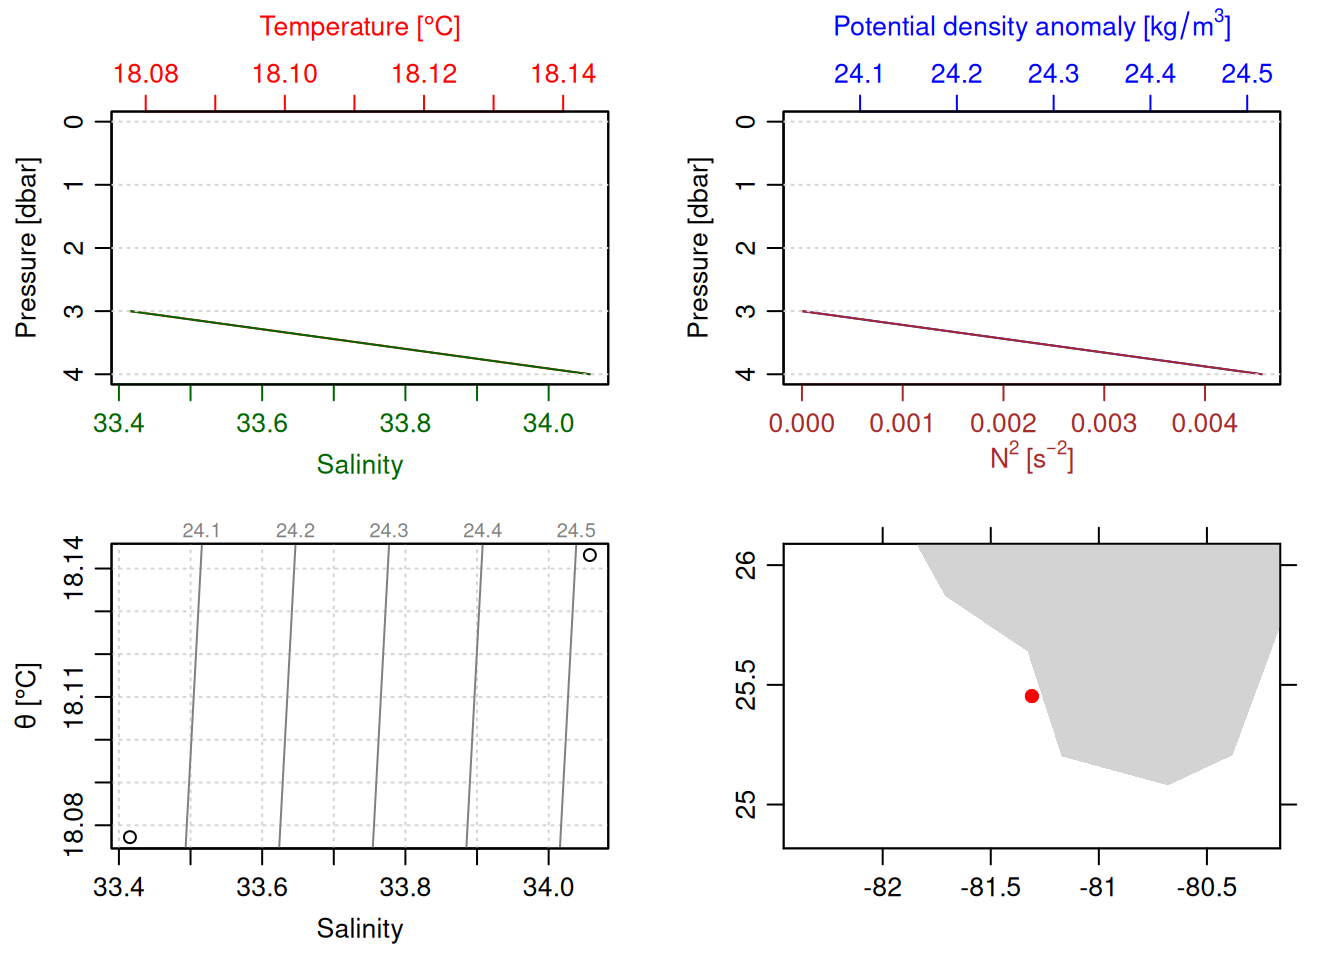 Temperature [°C]
18.08 18.10 18.12 18.14
0
1
2
3
4
Pressure [dbar]
33.4 33.6 33.8 34.0
Salinity
Potential density anomaly [kg/m³]
24.1 24.2 24.3 24.4 24.5
0
1
2
3
4
Pressure [dbar]
0.000 0.001 0.002 0.003 0.004
N² [s⁻²]
24.1 24.2 24.3 24.4 24.5
18.14
18.11
18.08
θ [°C]
33.4 33.6 33.8 34.0
Salinity
26
25.5
25
-82 -81.5 -81 -80.5